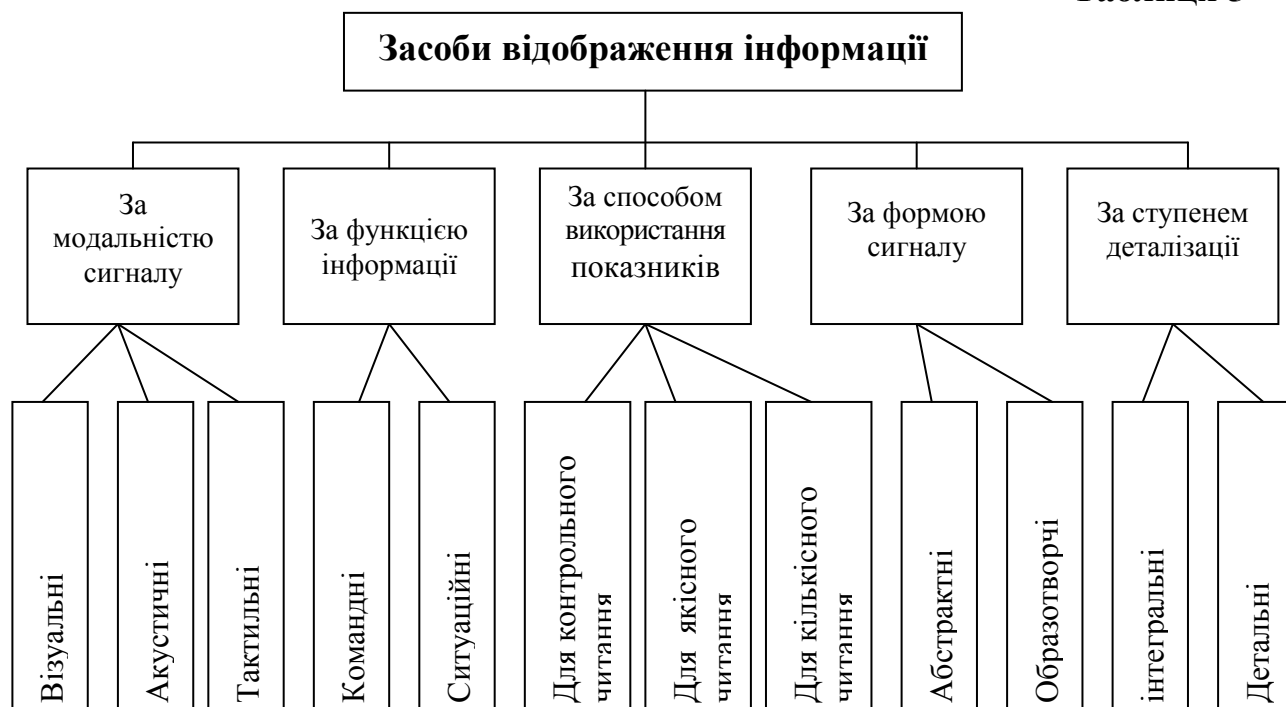 Засоби відображення інформації
За
модальністю
сигналу
За функцією
інформації
За способом
використання
показників
За формою
сигналу
За ступенем
деталізації
Візуальні
Акустичні
Тактильні
Командні
Ситуаційні
Для контрольного
читання
Для якісного
читання
Для кількісного
читання
Абстрактні
Образотворчі
інтегральні
Детальні